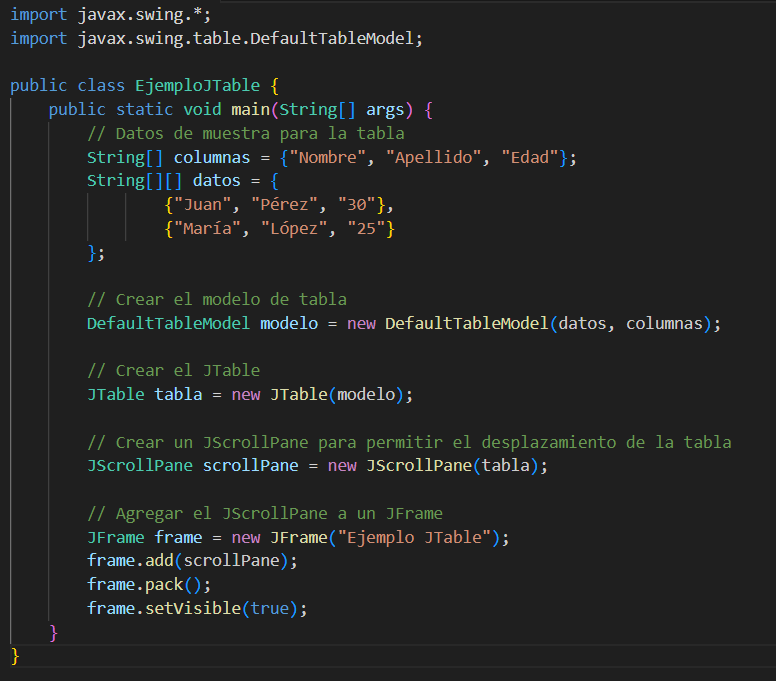 import javax.swing.*;
import javax.swing.table.DefaultTableModel;

public class EjemploJTable {
    public static void main(String[] args) {
        // Datos de muestra para la tabla
        String[] columnas = {"Nombre", "Apellido", "Edad"};
        String[][] datos = {
                {"Juan", "Pérez", "30"},
                {"María", "López", "25"}
        };

        // Crear el modelo de tabla
        DefaultTableModel modelo = new DefaultTableModel(datos, columnas);

        // Crear el JTable
        JTable tabla = new JTable(modelo);

        // Crear un JScrollPane para permitir el desplazamiento de la tabla
        JScrollPane scrollPane = new JScrollPane(tabla);

        // Agregar el JScrollPane a un JFrame
        JFrame frame = new JFrame("Ejemplo JTable");
        frame.add(scrollPane);
        frame.pack();
        frame.setVisible(true);
    }
}